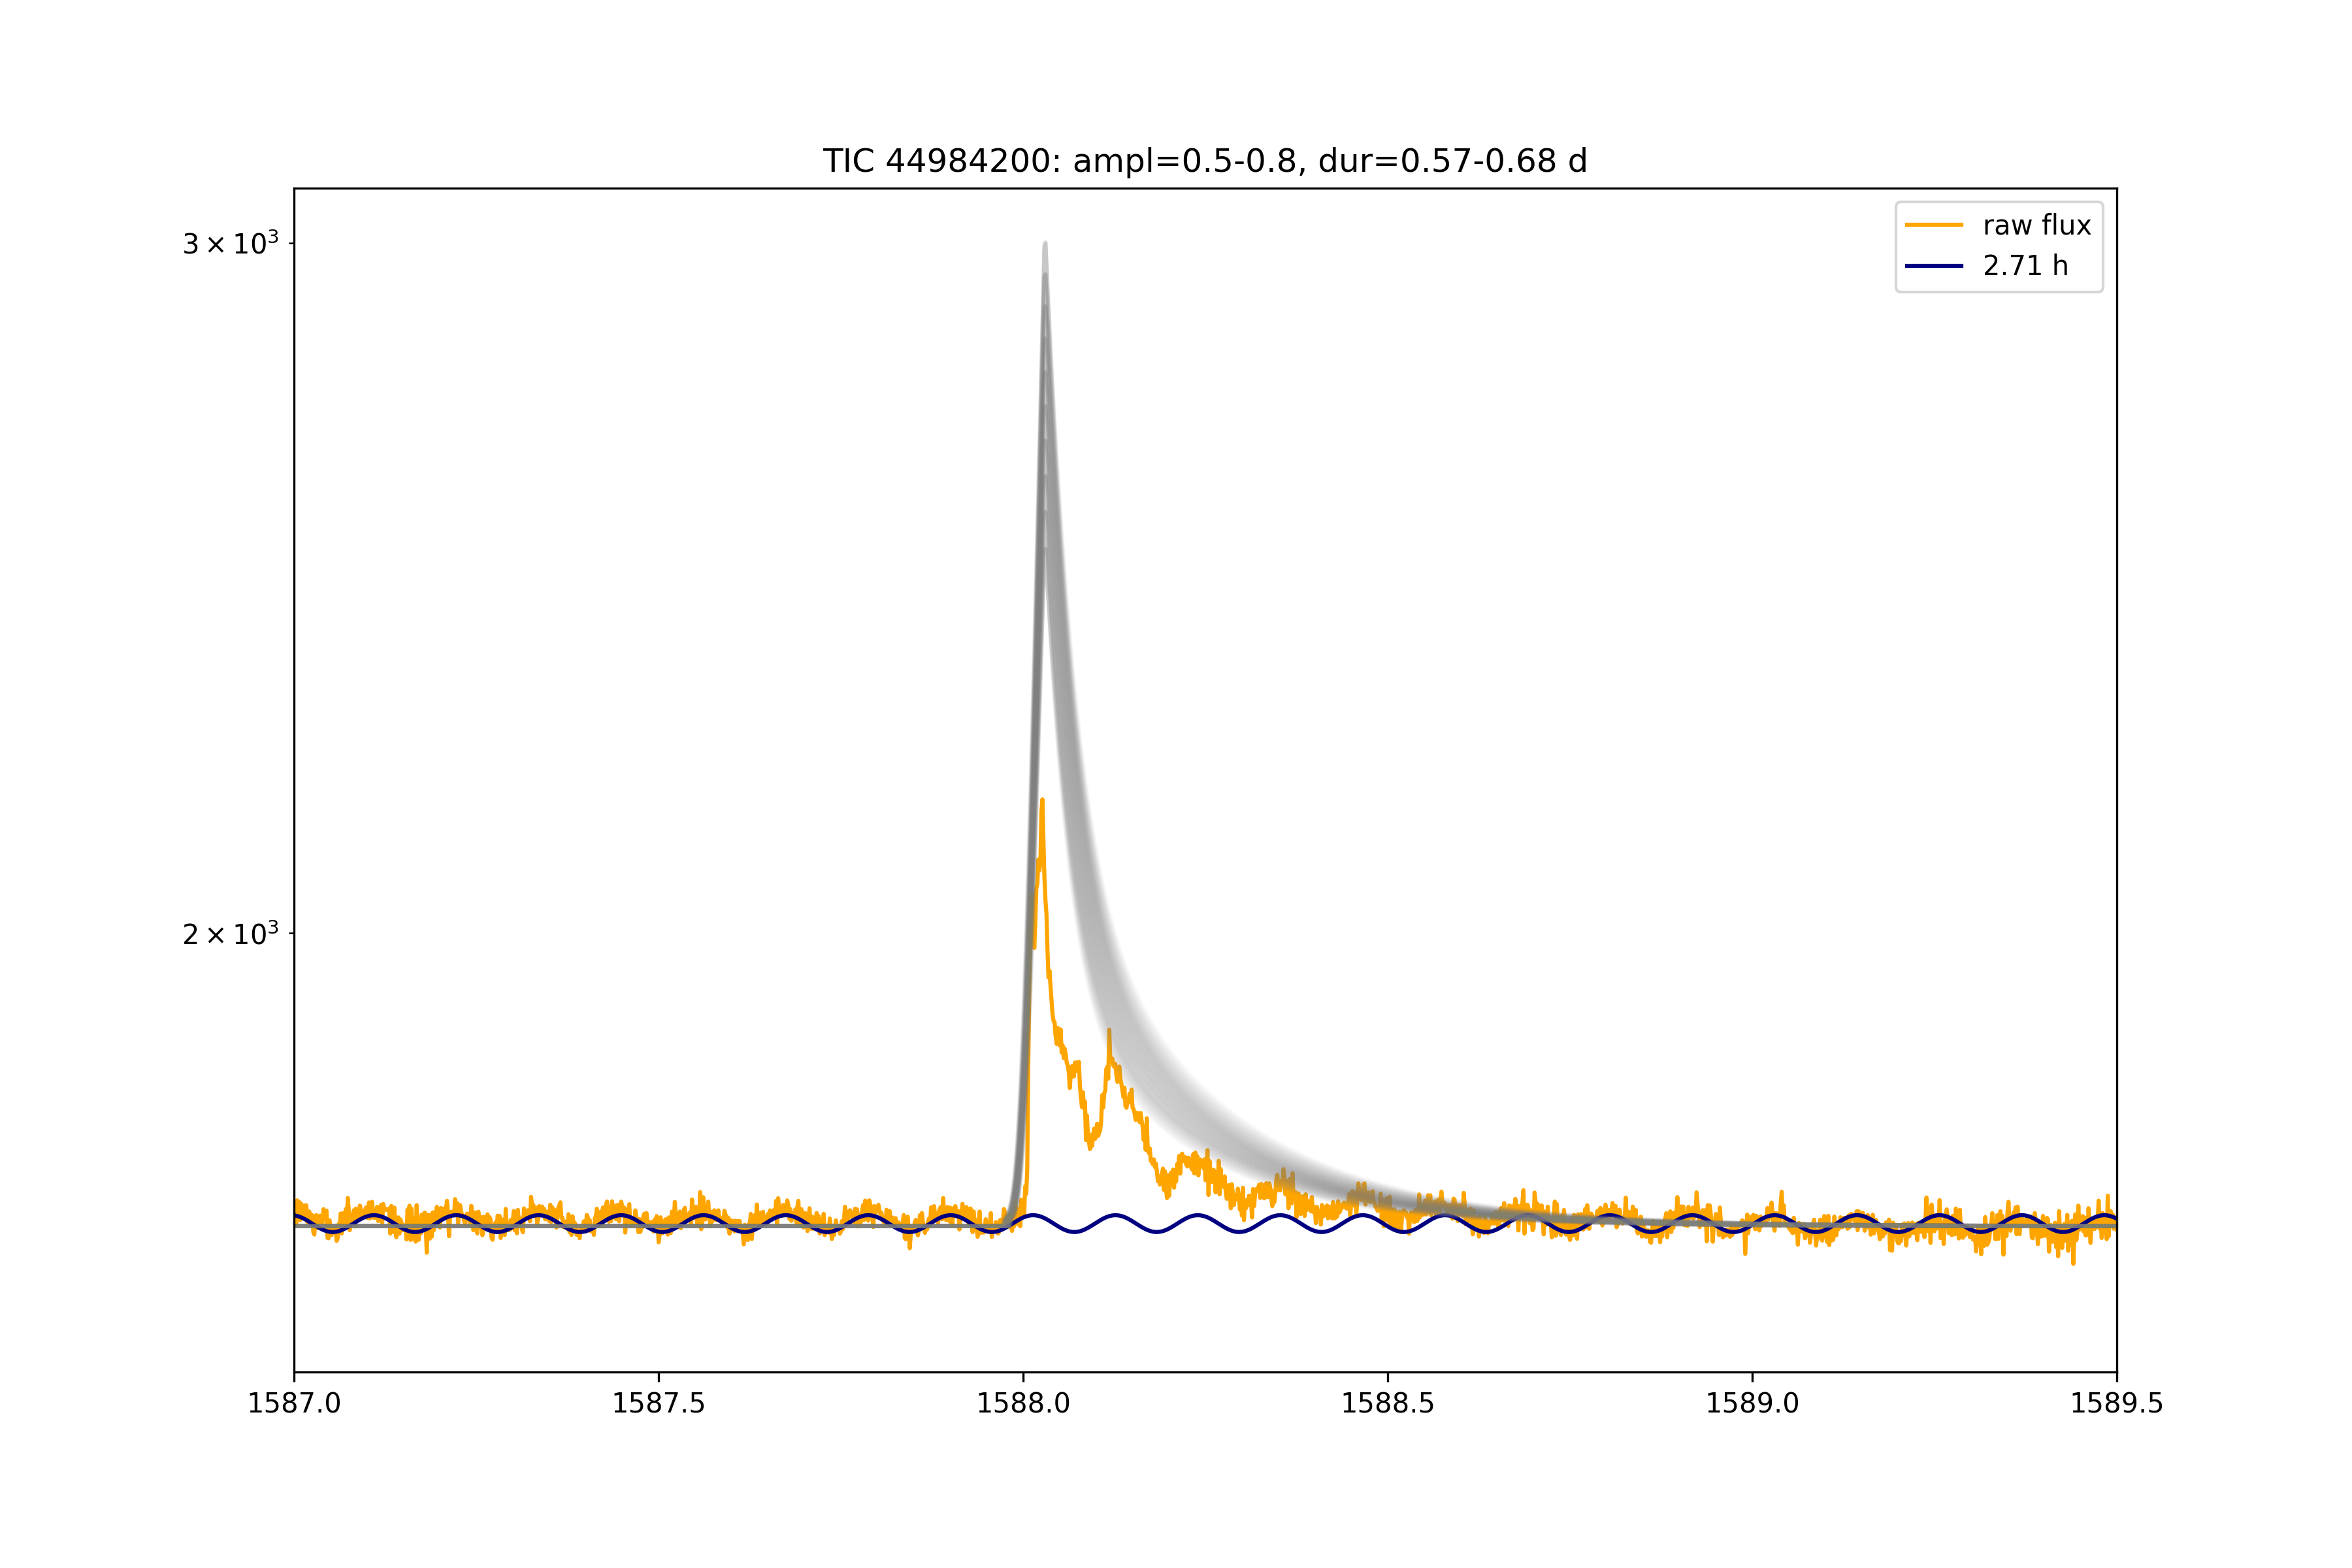 TIC 44984200: ampl=0.5-0.8, dur=0.57-0.68 d
3 × 10³
raw flux
2.71 h
2 × 10³
1587.0 1587.5 1588.0 1588.5 1589.0 1589.5